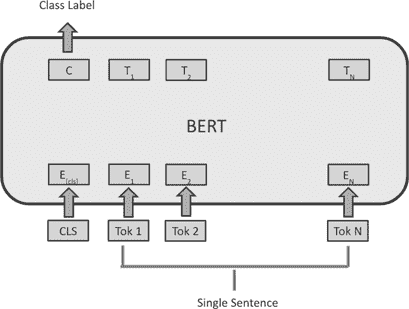 Class Label
C T1 T2 TN
BERT
E[cls] E1 E2 EN
CLS Tok 1 Tok 2 Tok N
Single Sentence